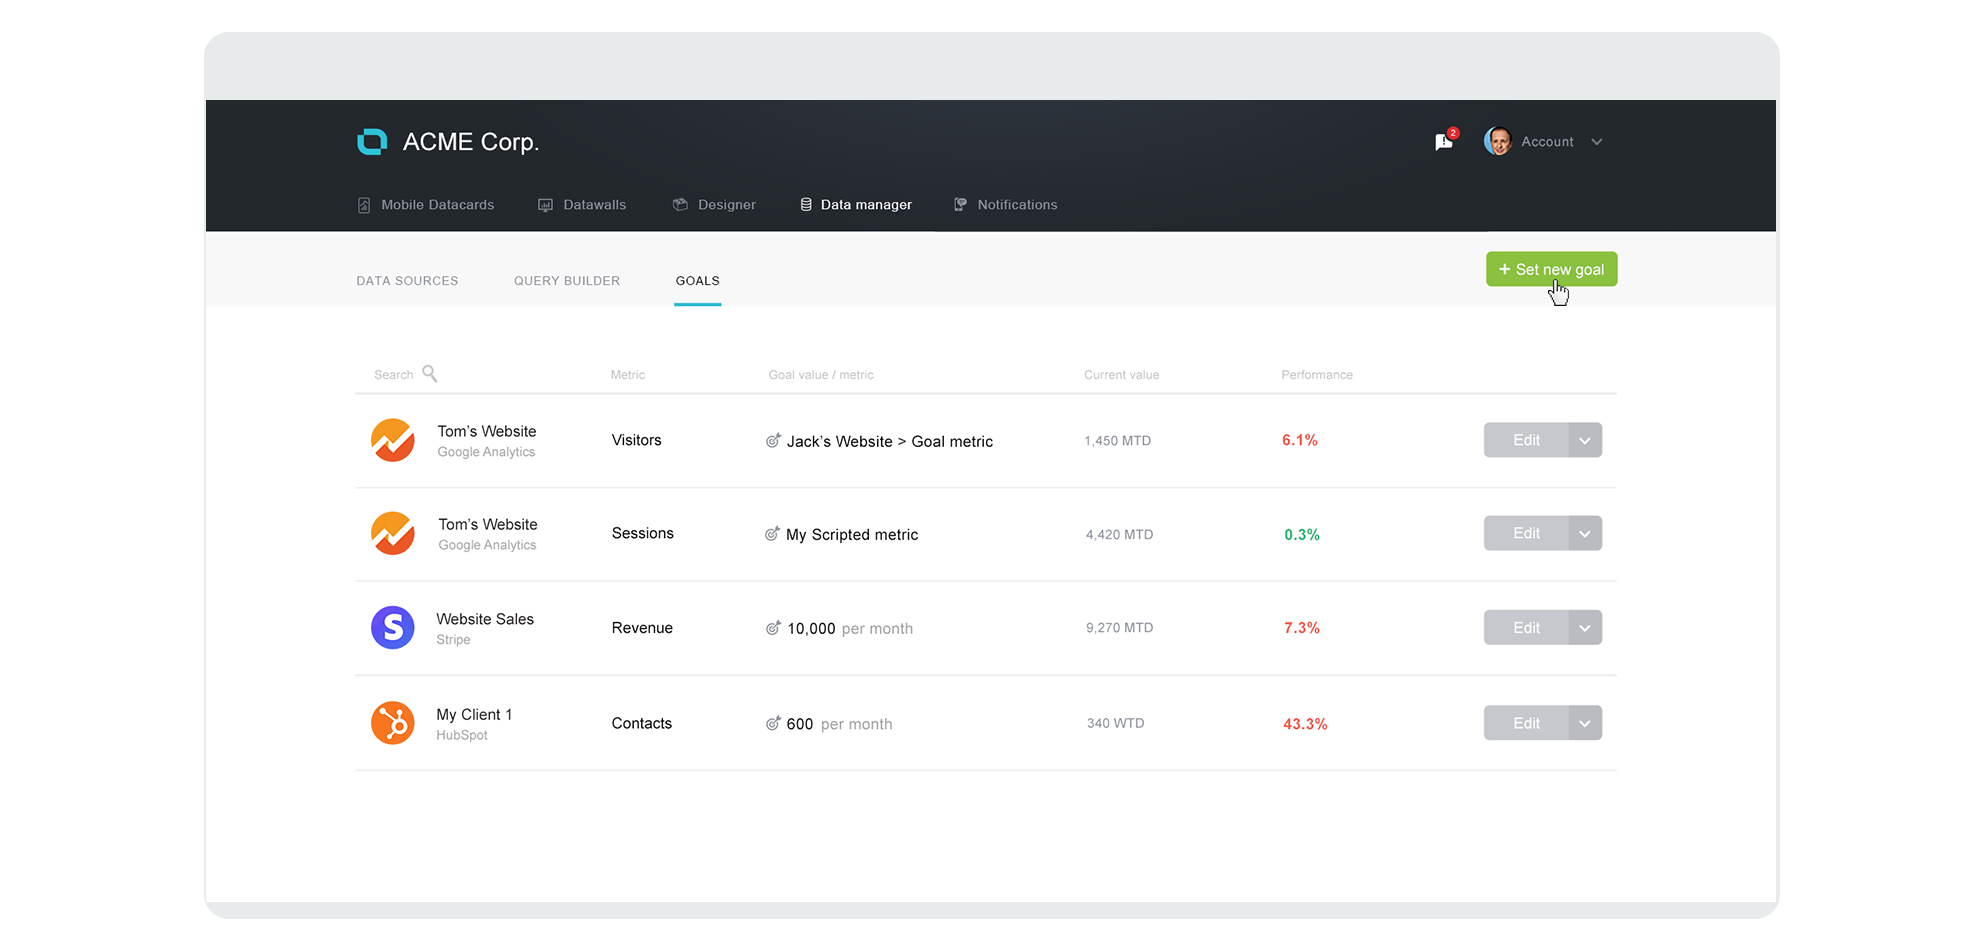 ACME Corp.
2
Account
Mobile Datacards
Datawalls
Designer
Data manager
Notifications
DATA SOURCES
QUERY BUILDER
GOALS
+ Set new goal
Search
Metric
Goal value / metric
Current value
Performance
Tom's Website
Google Analytics
Visitors
Jack's Website > Goal metric
1,450 MTD
6.1%
Edit
Tom's Website
Google Analytics
Sessions
My Scripted metric
4,420 MTD
0.3%
Edit
Website Sales
Stripe
Revenue
10,000 per month
9,270 MTD
7.3%
Edit
My Client 1
HubSpot
Contacts
600 per month
340 WTD
43.3%
Edit